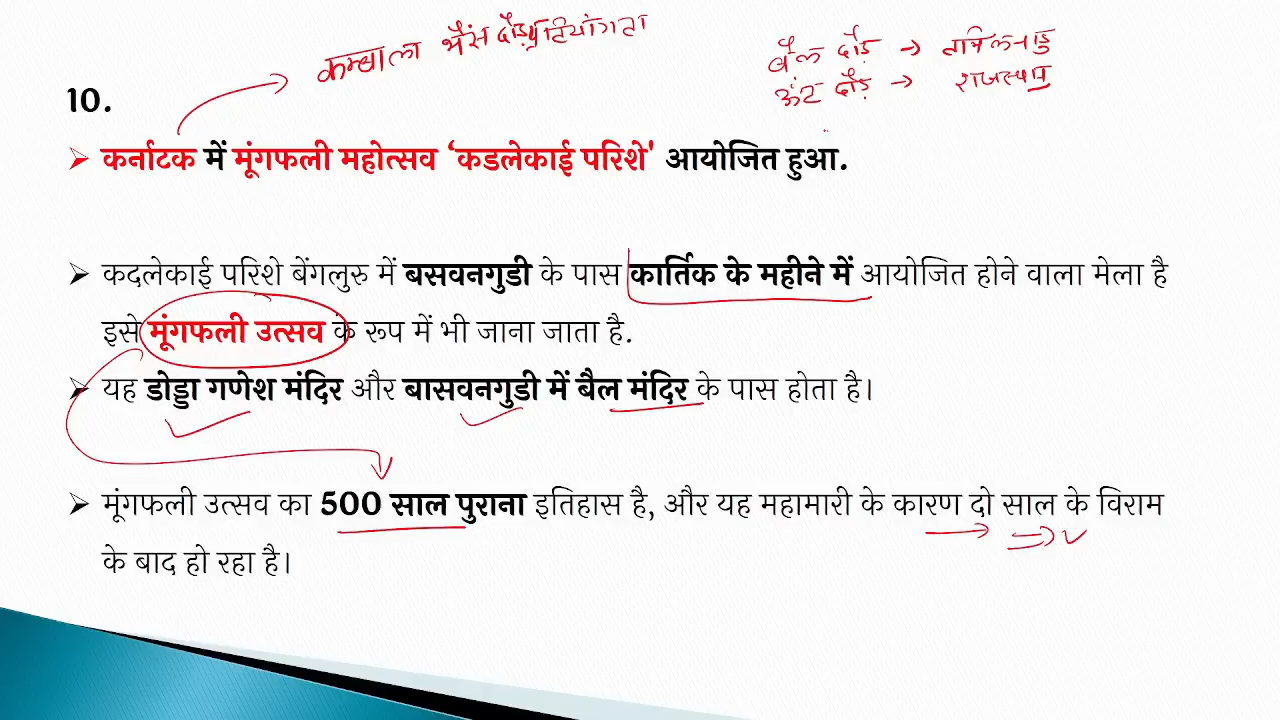 कम्बाला भैंस दौड़ प्रतियोगिता
बैल दौड़ → तमिलनाडु
ऊंट दौड़ → राजस्थान
10.
➢ कर्नाटक में मूंगफली महोत्सव ‘कडलेकाई परिशे' आयोजित हुआ.
➢ कदलेकाई परिशे बेंगलुरु में बसवनगुडी के पास कार्तिक के महीने में आयोजित होने वाला मेला है
इसे मूंगफली उत्सव के रूप में भी जाना जाता है.
➢ यह डोड्डा गणेश मंदिर और बासवनगुडी में बैल मंदिर के पास होता है।
➢ मूंगफली उत्सव का 500 साल पुराना इतिहास है, और यह महामारी के कारण दो साल के विराम
के बाद हो रहा है।